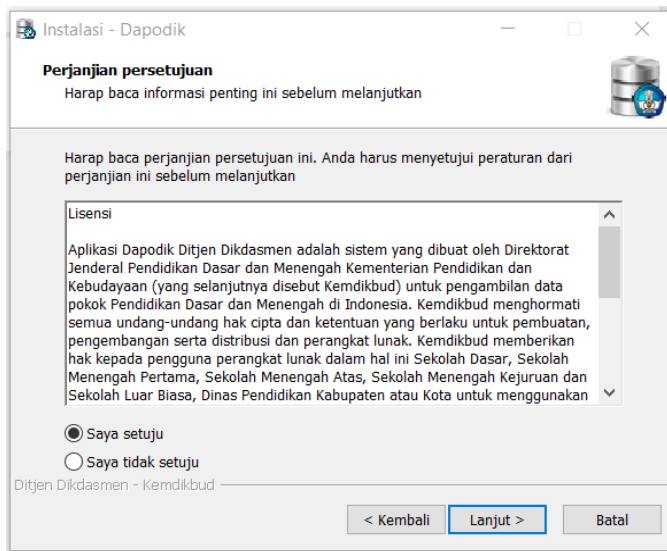 Instalasi - Dapodik
Perjanjian persetujuan
Harap baca informasi penting ini sebelum melanjutkan
Harap baca perjanjian persetujuan ini. Anda harus menyetujui peraturan dari
perjanjian ini sebelum melanjutkan
Lisensi
Aplikasi Dapodik Ditjen Dikdasmen adalah sistem yang dibuat oleh Direktorat
Jenderal Pendidikan Dasar dan Menengah Kementerian Pendidikan dan
Kebudayaan (yang selanjutnya disebut Kemdikbud) untuk pengambilan data
pokok Pendidikan Dasar dan Menengah di Indonesia. Kemdikbud menghormati
semua undang-undang hak cipta dan ketentuan yang berlaku untuk pembuatan,
pengembangan serta distribusi dan perangkat lunak. Kemdikbud memberikan
hak kepada pengguna perangkat lunak dalam hal ini Sekolah Dasar, Sekolah
Menengah Pertama, Sekolah Menengah Atas, Sekolah Menengah Kejuruan dan
Sekolah Luar Biasa, Dinas Pendidikan Kabupaten atau Kota untuk menggunakan
Saya setuju
Saya tidak setuju
Ditjen Dikdasmen - Kemdikbud
< Kembali
Lanjut >
Batal